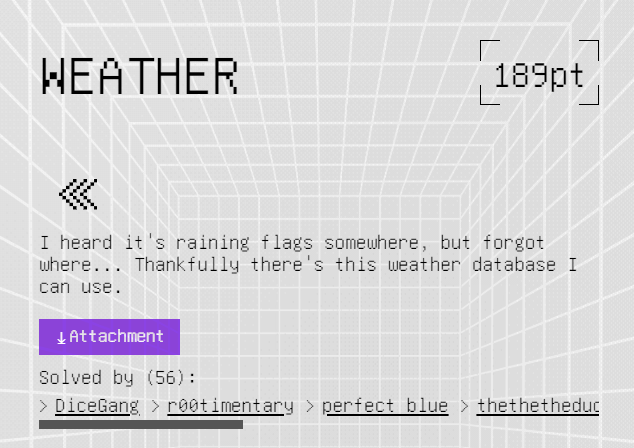 WEATHER
189pt
I heard it's raining flags somewhere, but forgot
where... Thankfully there's this weather database I
can use.
↓Attachment
Solved by (56):
> DiceGang > r00timentary > perfect blue > thethetheduc